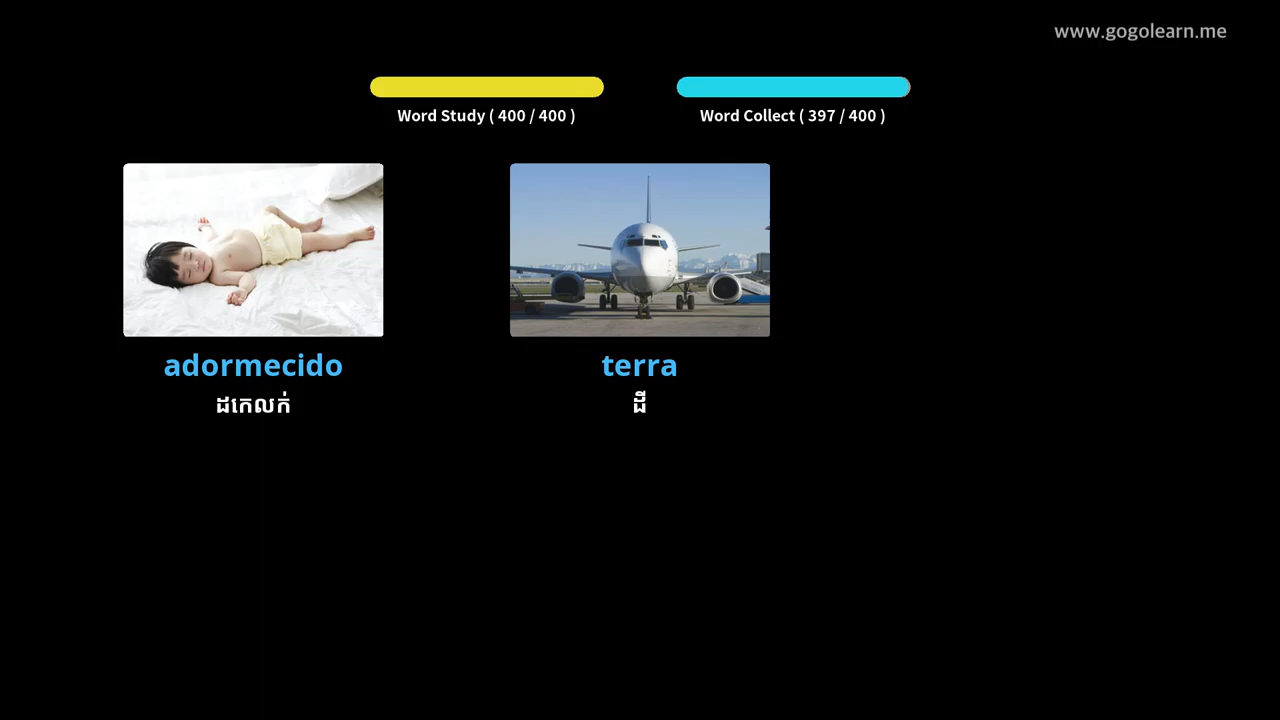 www.gogolearn.me
Word Study ( 400 / 400 )
Word Collect ( 397 / 400 )
adormecido
terra
ដេកលក់
ដី